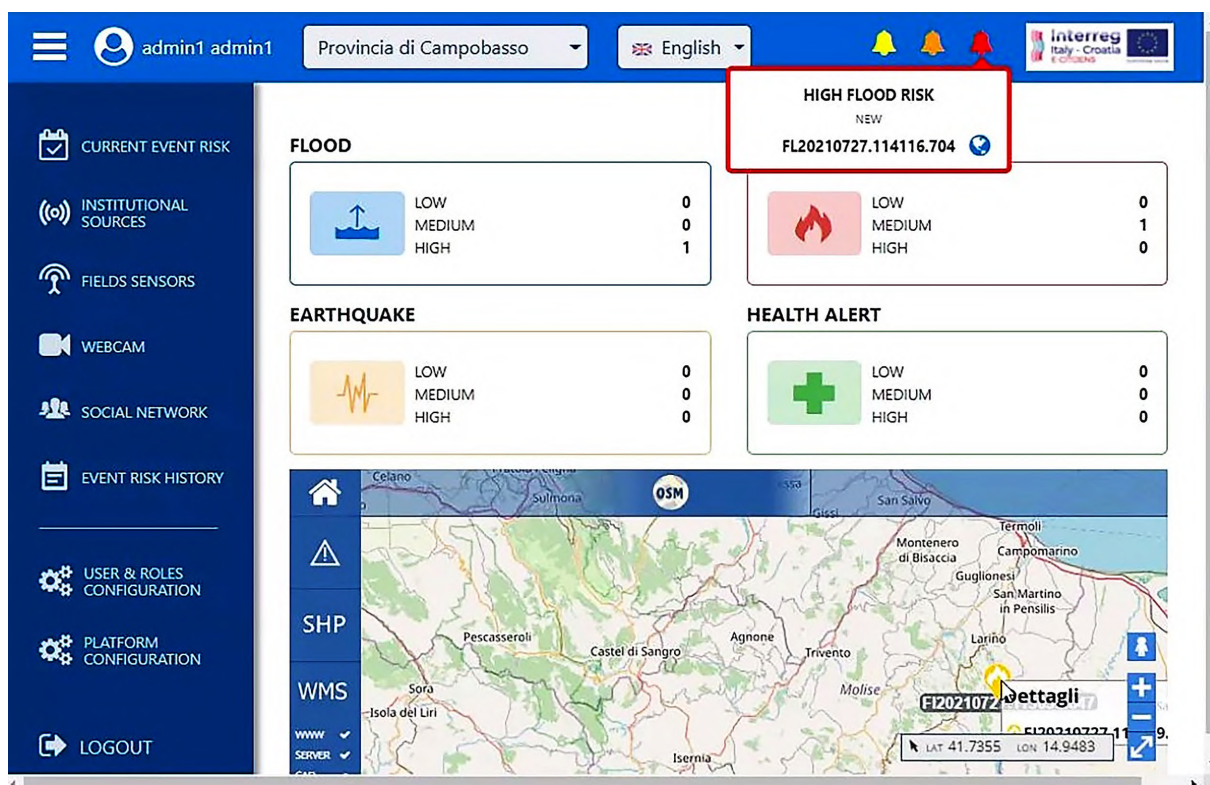 admin1 admin1
Provincia di Campobasso
English
Interreg
Italy - Croatia
E-CITIZENS
HIGH FLOOD RISK
NEW
FL20210727.114116.704
CURRENT EVENT RISK
INSTITUTIONAL
SOURCES
FIELDS SENSORS
WEBCAM
SOCIAL NETWORK
EVENT RISK HISTORY
USER & ROLES
CONFIGURATION
PLATFORM
CONFIGURATION
LOGOUT
FLOOD
LOW 0
MEDIUM 0
HIGH 1
LOW 0
MEDIUM 1
HIGH 0
EARTHQUAKE
LOW 0
MEDIUM 0
HIGH 0
HEALTH ALERT
LOW 0
MEDIUM 0
HIGH 0
SHP
WMS
WWW
SERVER
OSM
Celano
Sulmona
Gissi
San Salvo
Termoli
Montenero
di Bisaccia
Campomarino
Guglionesi
San Martino
in Pensilis
Pescasseroli
Castel di Sangro
Agnone
Trivento
Larino
Sora
Molise
Isola del Liri
Isernia
Dettagli
LAT 41.7355 LON 14.9483